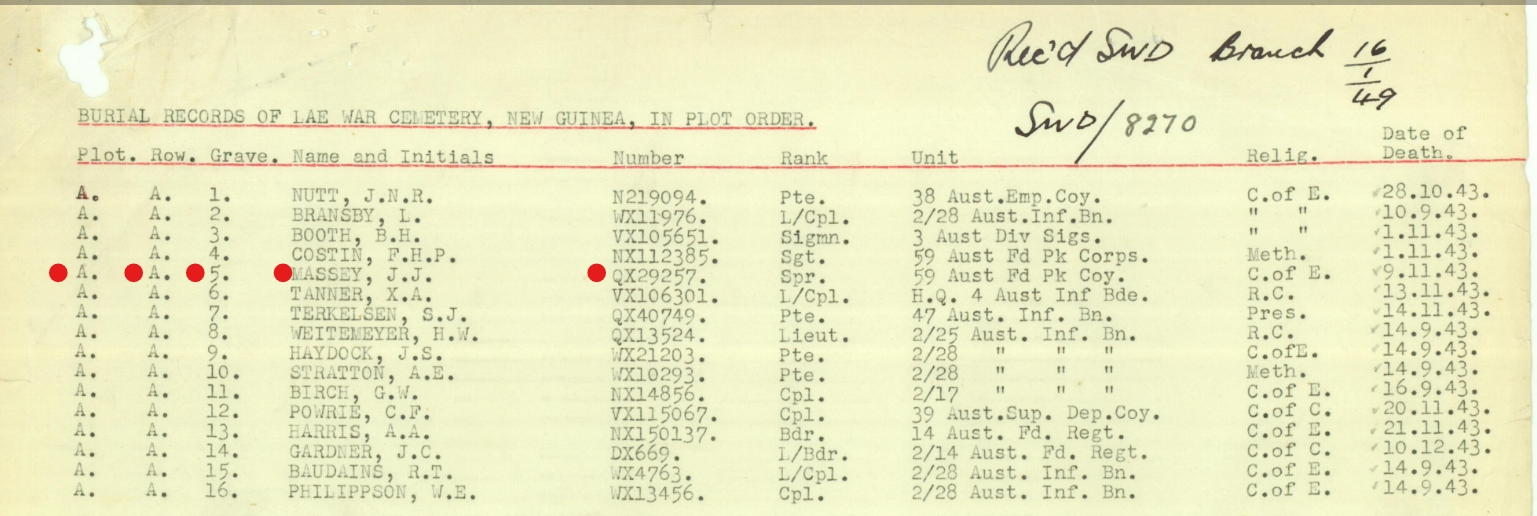 Rec'd SWD Branch 16/1/49
SWD/8270
BURIAL RECORDS OF LAE WAR CEMETERY, NEW GUINEA, IN PLOT ORDER.
Plot. Row. Grave. Name and Initials Number Rank Unit Relig. Date of Death.
A. A. 1. NUTT, J.N.R. N219094. Pte. 38 Aust.Emp.Coy. C.of E. 28.10.43.
A. A. 2. BRANSBY, L. WX11976. L/Cpl. 2/28 Aust.Inf.Bn. " " 10.9.43.
A. A. 3. BOOTH, B.H. VX105651. Sigmn. 3 Aust Div Sigs. " " 1.11.43.
A. A. 4. COSTIN, F.H.P. NX112385. Sgt. 59 Aust Fd Pk Corps. Meth. 1.11.43.
A. A. 5. MASSEY, J.J. QX29257. Spr. 59 Aust Fd Pk Coy. C.of E. 9.11.43.
A. A. 6. TANNER, X.A. VX106301. L/Cpl. H.Q. 4 Aust Inf Bde. R.C. 13.11.43.
A. A. 7. TERKELSEN, S.J. QX40749. Pte. 47 Aust. Inf. Bn. Pres. 14.11.43.
A. A. 8. WEITEMEYER, H.W. QX13524. Lieut. 2/25 Aust. Inf. Bn. R.C. 14.9.43.
A. A. 9. HAYDOCK, J.S. WX21203. Pte. 2/28 " " " C.ofE. 14.9.43.
A. A. 10. STRATTON, A.E. WX10293. Pte. 2/28 " " " Meth. 14.9.43.
A. A. 11. BIRCH, G.W. NX14856. Cpl. 2/17 " " " C.of E. 16.9.43.
A. A. 12. POWRIE, C.F. VX115067. Cpl. 39 Aust.Sup. Dep.Coy. C.of C. 20.11.43.
A. A. 13. HARRIS, A.A. NX150137. Bdr. 14 Aust. Fd. Regt. C.of E. 21.11.43.
A. A. 14. GARDNER, J.C. DX669. L/Bdr. 2/14 Aust. Fd. Regt. C.of C. 10.12.43.
A. A. 15. BAUDAINS, R.T. WX4763. L/Cpl. 2/28 Aust. Inf. Bn. C.of E. 14.9.43.
A. A. 16. PHILIPPSON, W.E. WX13456. Cpl. 2/28 Aust. Inf. Bn. C.of E. 14.9.43.